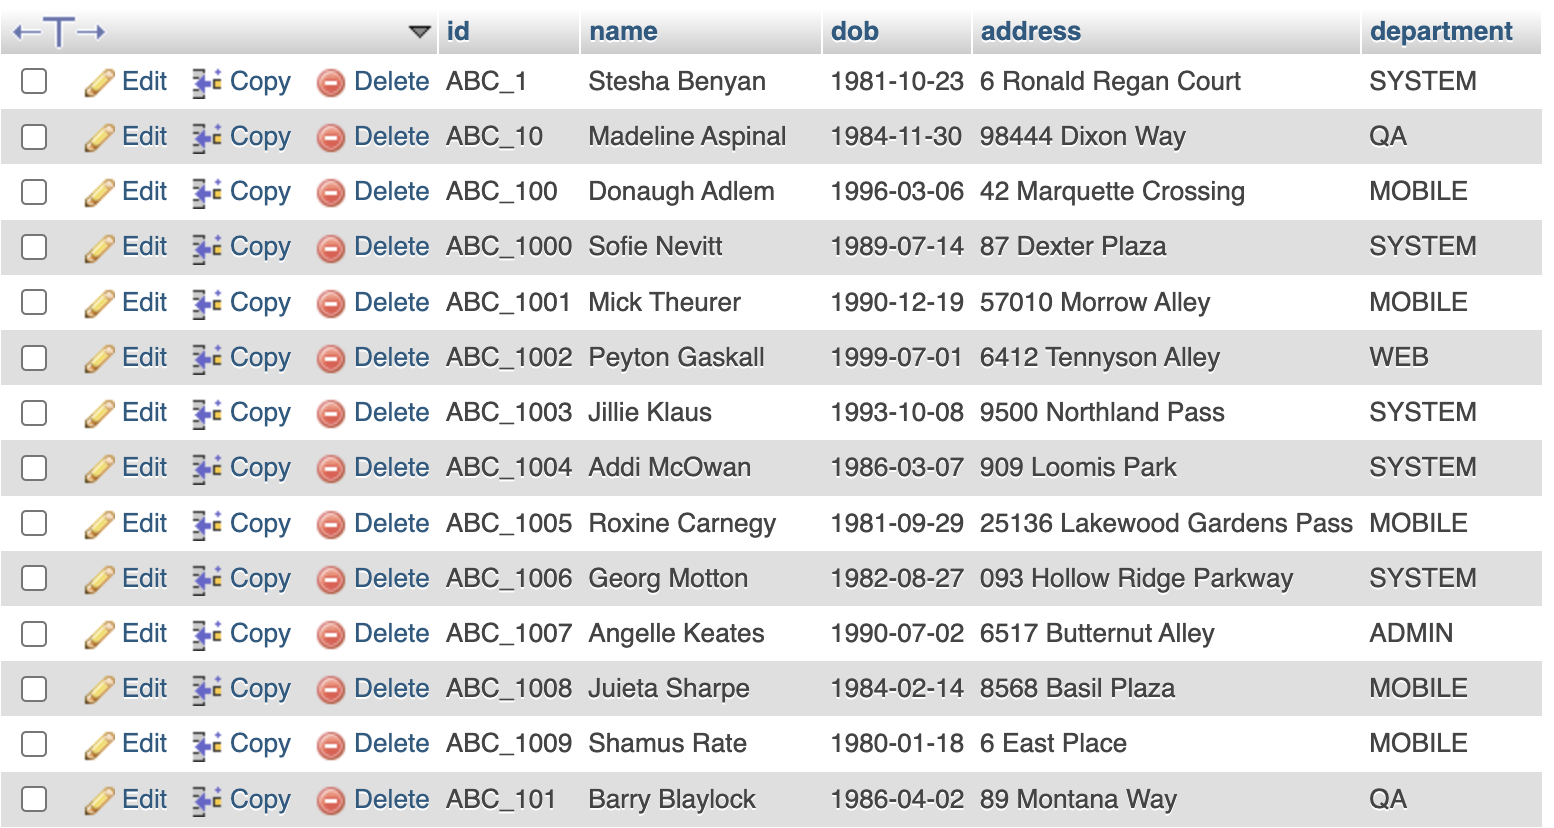 ←T→ id name dob address department
Edit Copy Delete ABC_1 Stesha Benyan 1981-10-23 6 Ronald Regan Court SYSTEM
Edit Copy Delete ABC_10 Madeline Aspinal 1984-11-30 98444 Dixon Way QA
Edit Copy Delete ABC_100 Donaugh Adlem 1996-03-06 42 Marquette Crossing MOBILE
Edit Copy Delete ABC_1000 Sofie Nevitt 1989-07-14 87 Dexter Plaza SYSTEM
Edit Copy Delete ABC_1001 Mick Theurer 1990-12-19 57010 Morrow Alley MOBILE
Edit Copy Delete ABC_1002 Peyton Gaskall 1999-07-01 6412 Tennyson Alley WEB
Edit Copy Delete ABC_1003 Jillie Klaus 1993-10-08 9500 Northland Pass SYSTEM
Edit Copy Delete ABC_1004 Addi McOwan 1986-03-07 909 Loomis Park SYSTEM
Edit Copy Delete ABC_1005 Roxine Carnegy 1981-09-29 25136 Lakewood Gardens Pass MOBILE
Edit Copy Delete ABC_1006 Georg Motton 1982-08-27 093 Hollow Ridge Parkway SYSTEM
Edit Copy Delete ABC_1007 Angelle Keates 1990-07-02 6517 Butternut Alley ADMIN
Edit Copy Delete ABC_1008 Juieta Sharpe 1984-02-14 8568 Basil Plaza MOBILE
Edit Copy Delete ABC_1009 Shamus Rate 1980-01-18 6 East Place MOBILE
Edit Copy Delete ABC_101 Barry Blaylock 1986-04-02 89 Montana Way QA